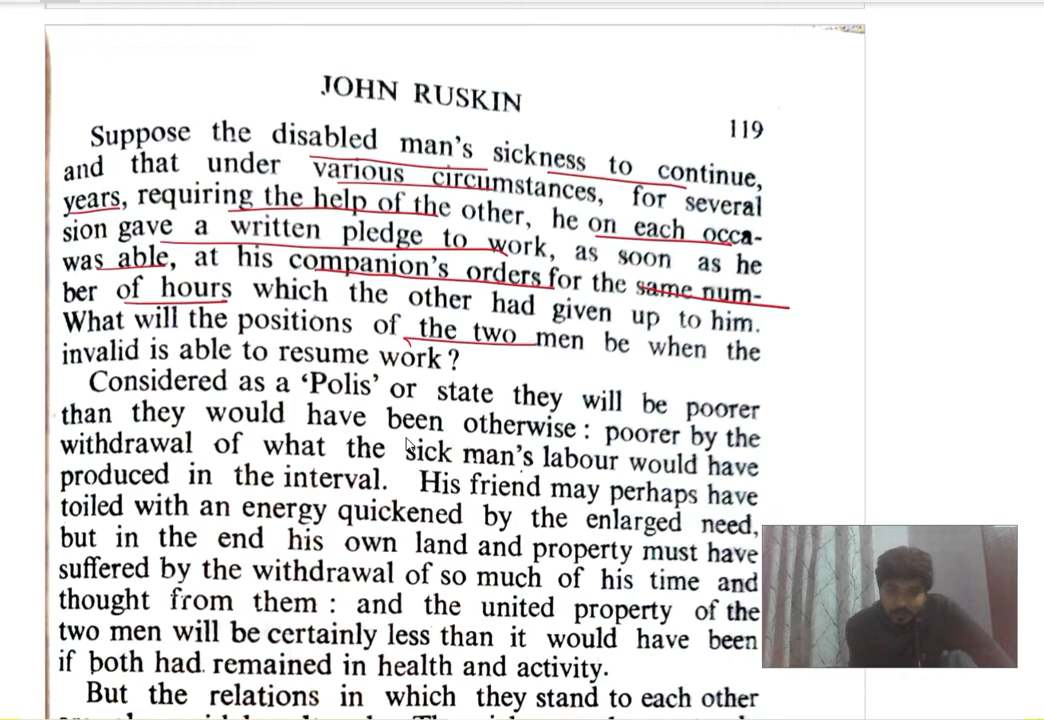 JOHN RUSKIN
119
Suppose the disabled man's sickness to continue,
and that under various circumstances, for several
years, requiring the help of the other, he on each occa-
sion gave a written pledge to work, as soon as he
was able, at his companion's orders for the same num-
ber of hours which the other had given up to him.
What will the positions of the two men be when the
invalid is able to resume work?
Considered as a 'Polis' or state they will be poorer
than they would have been otherwise: poorer by the
withdrawal of what the sick man's labour would have
produced in the interval. His friend may perhaps have
toiled with an energy quickened by the enlarged need,
but in the end his own land and property must have
suffered by the withdrawal of so much of his time and
thought from them: and the united property of the
two men will be certainly less than it would have been
if both had remained in health and activity.
But the relations in which they stand to each other